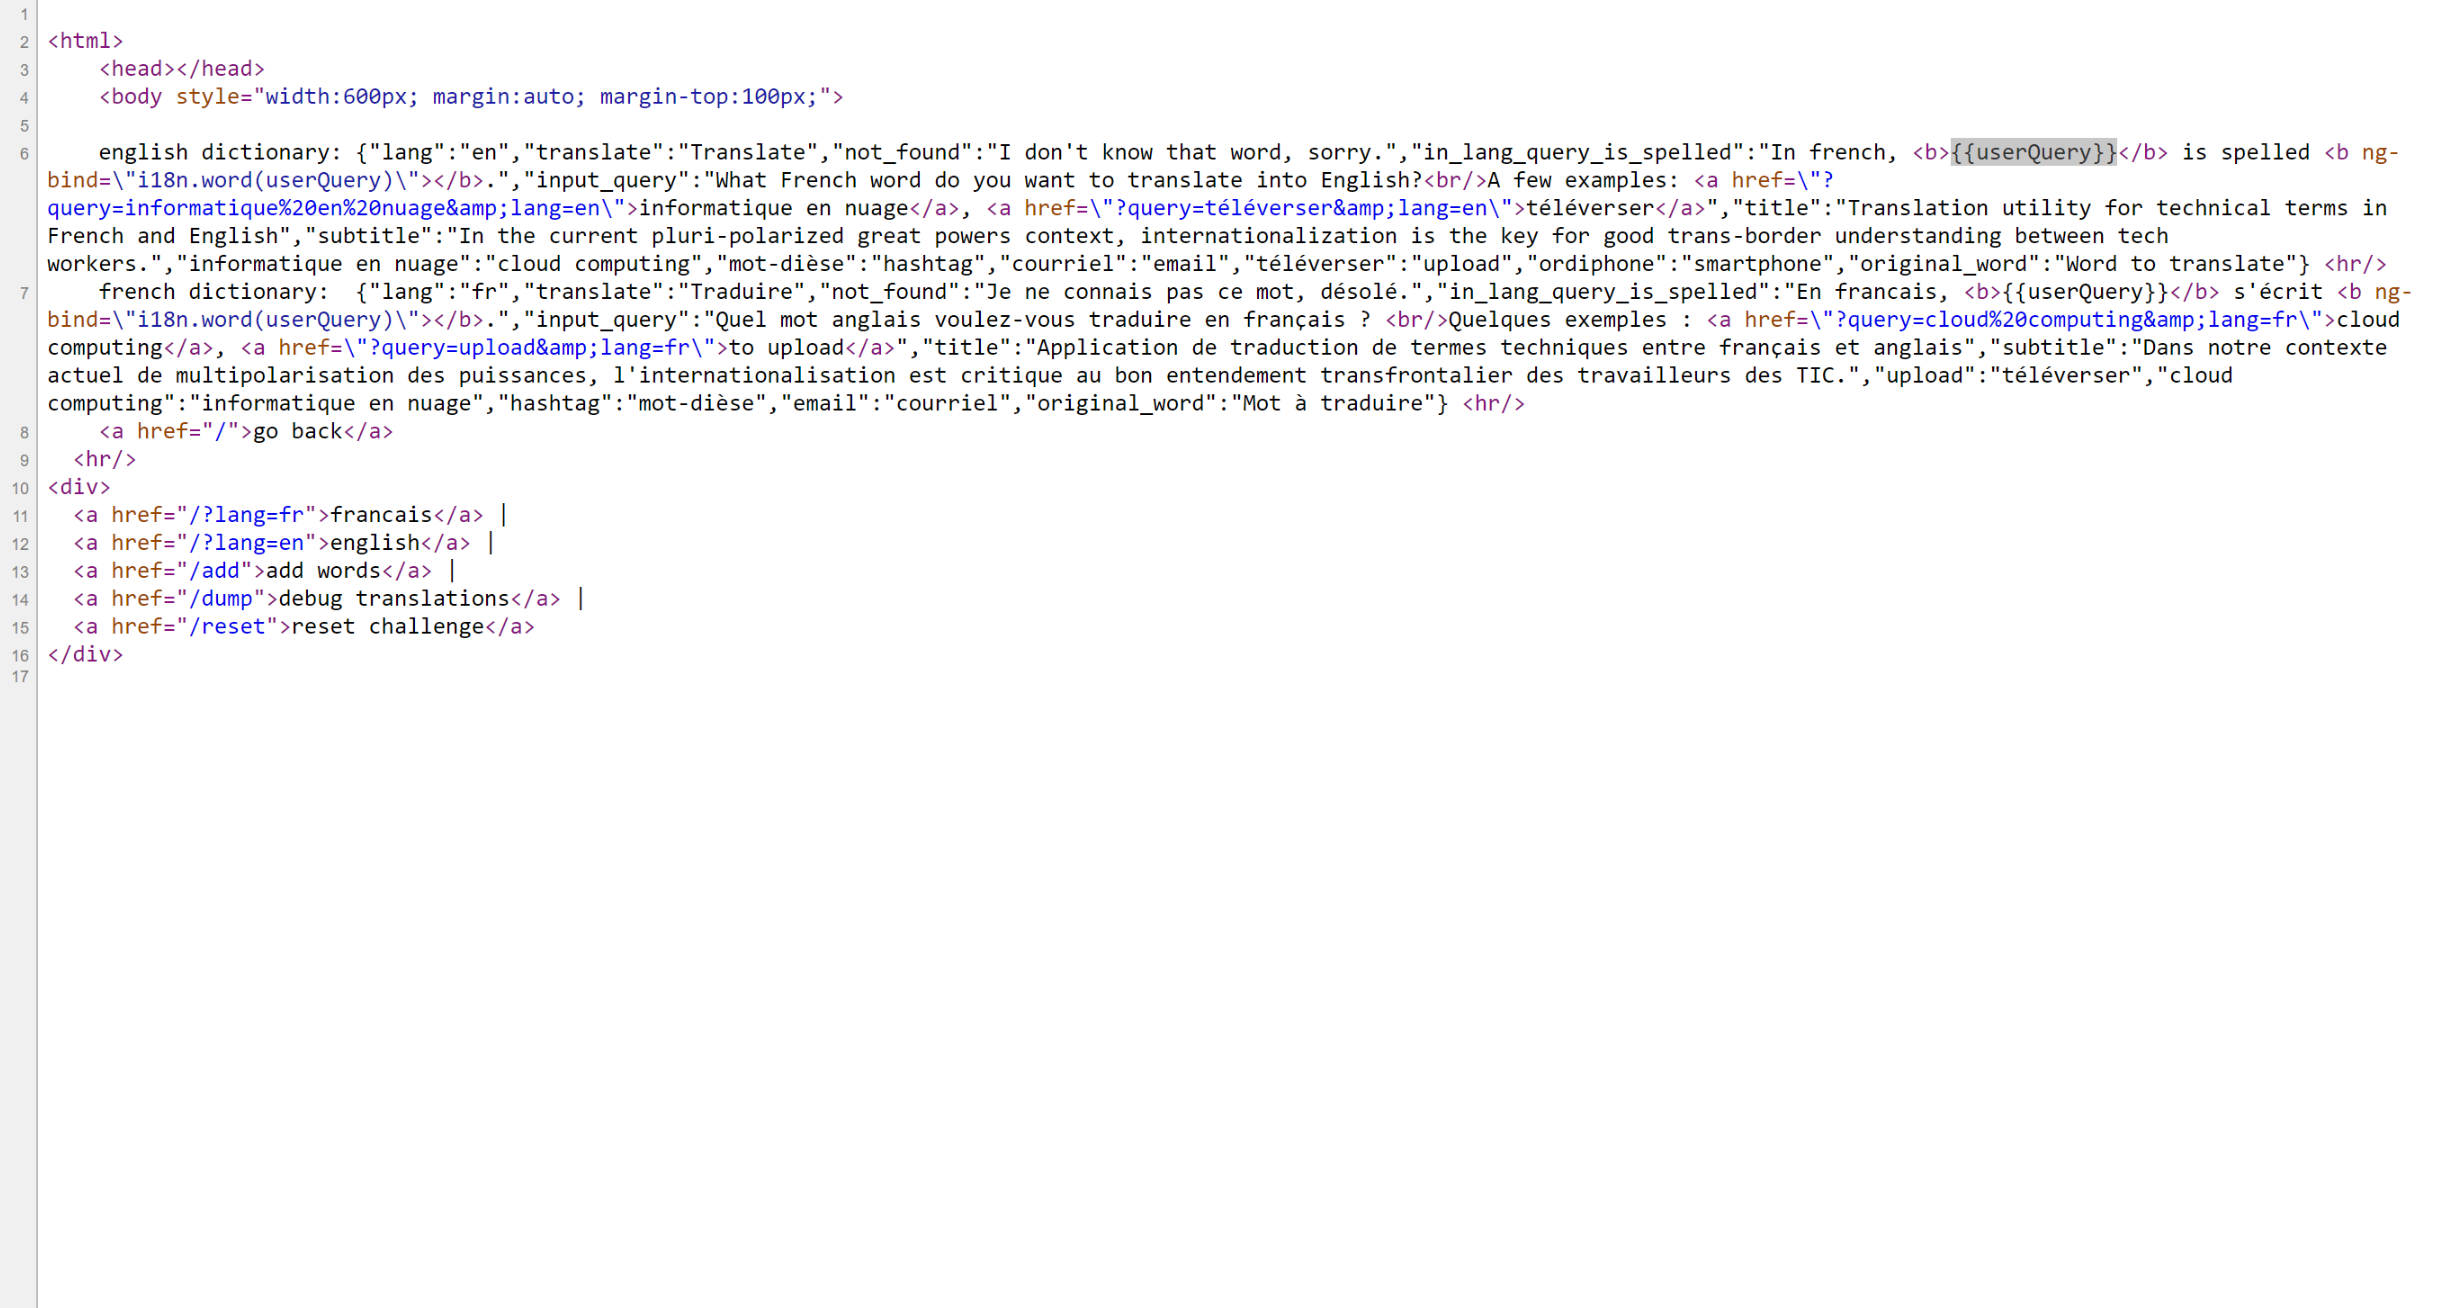 1
2 <html>
3 <head></head>
4 <body style="width:600px; margin:auto; margin-top:100px;">
5
6 english dictionary: {"lang":"en","translate":"Translate","not_found":"I don't know that word, sorry.","in_lang_query_is_spelled":"In french, <b>{{userQuery}}</b> is spelled <b ng-
bind=\"i18n.word(userQuery)\"></b>.","input_query":"What French word do you want to translate into English?<br/>A few examples: <a href=\"?
query=informatique%20en%20nuage&amp;lang=en\">informatique en nuage</a>, <a href=\"?query=téléverser&amp;lang=en\">téléverser</a>","title":"Translation utility for technical terms in
French and English","subtitle":"In the current pluri-polarized great powers context, internationalization is the key for good trans-border understanding between tech
workers.","informatique en nuage":"cloud computing","mot-dièse":"hashtag","courriel":"email","téléverser":"upload","ordiphone":"smartphone","original_word":"Word to translate"} <hr/>
7 french dictionary:  {"lang":"fr","translate":"Traduire","not_found":"Je ne connais pas ce mot, désolé.","in_lang_query_is_spelled":"En francais, <b>{{userQuery}}</b> s'écrit <b ng-
bind=\"i18n.word(userQuery)\"></b>.","input_query":"Quel mot anglais voulez-vous traduire en français ? <br/>Quelques exemples : <a href=\"?query=cloud%20computing&amp;lang=fr\">cloud
computing</a>, <a href=\"?query=upload&amp;lang=fr\">to upload</a>","title":"Application de traduction de termes techniques entre français et anglais","subtitle":"Dans notre contexte
actuel de multipolarisation des puissances, l'internationalisation est critique au bon entendement transfrontalier des travailleurs des TIC.","upload":"téléverser","cloud
computing":"informatique en nuage","hashtag":"mot-dièse","email":"courriel","original_word":"Mot à traduire"} <hr/>
8 <a href="/">go back</a>
9 <hr/>
10 <div>
11 <a href="/?lang=fr">francais</a> |
12 <a href="/?lang=en">english</a> |
13 <a href="/add">add words</a> |
14 <a href="/dump">debug translations</a> |
15 <a href="/reset">reset challenge</a>
16 </div>
17